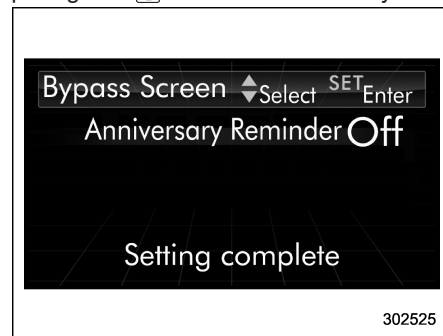 Bypass Screen Select SET Enter
Anniversary Reminder Off
Setting complete
302525